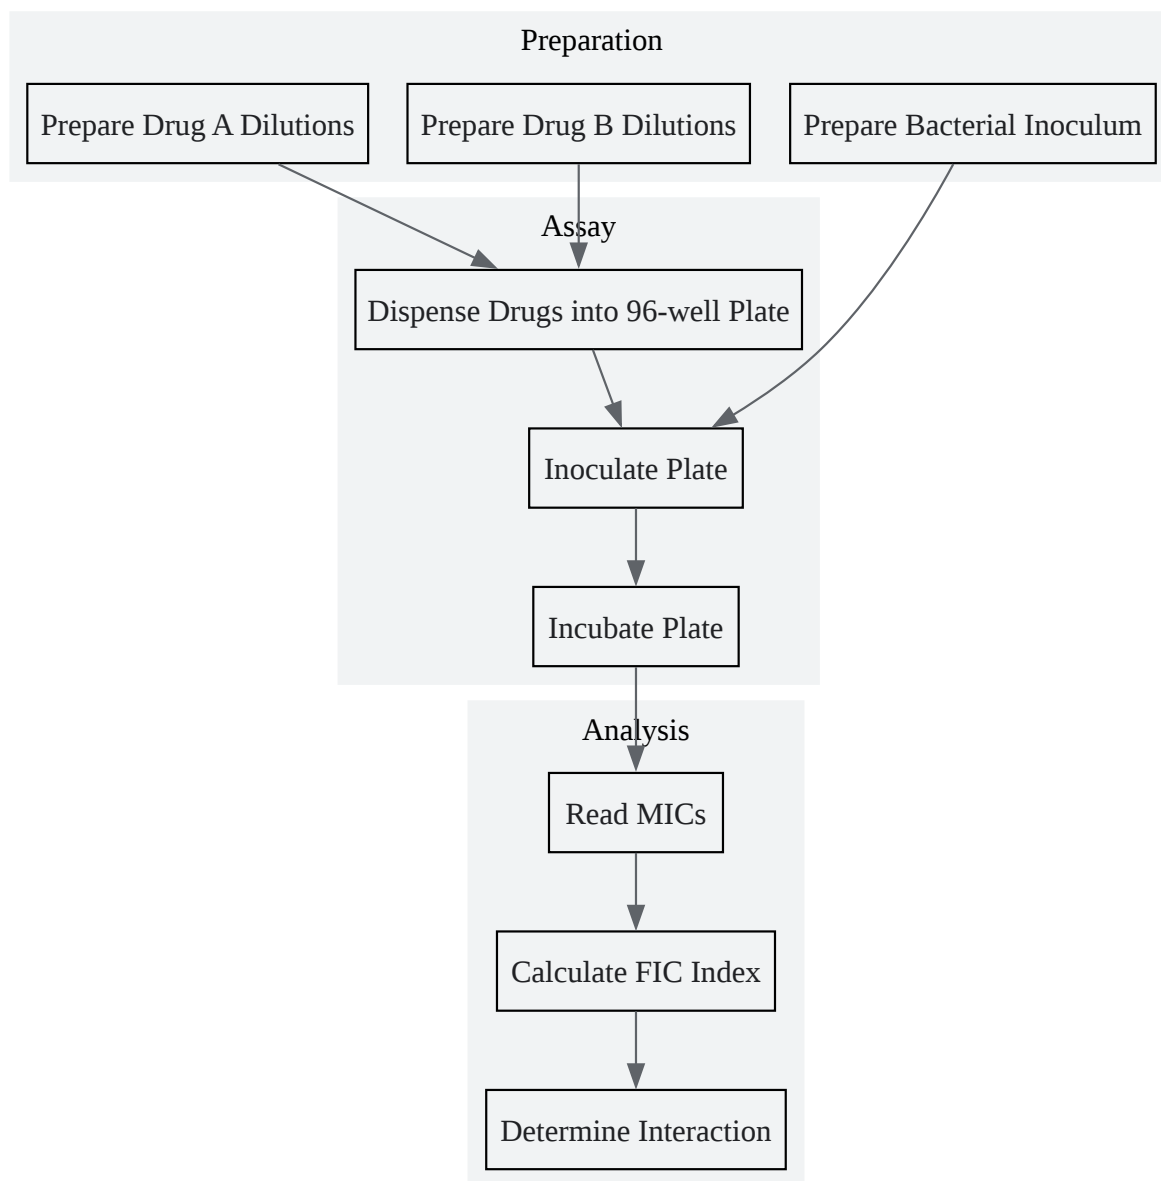 Preparation
Prepare Drug A Dilutions
Prepare Drug B Dilutions
Prepare Bacterial Inoculum
Assay
Dispense Drugs into 96-well Plate
Inoculate Plate
Incubate Plate
Analysis
Read MICs
Calculate FIC Index
Determine Interaction